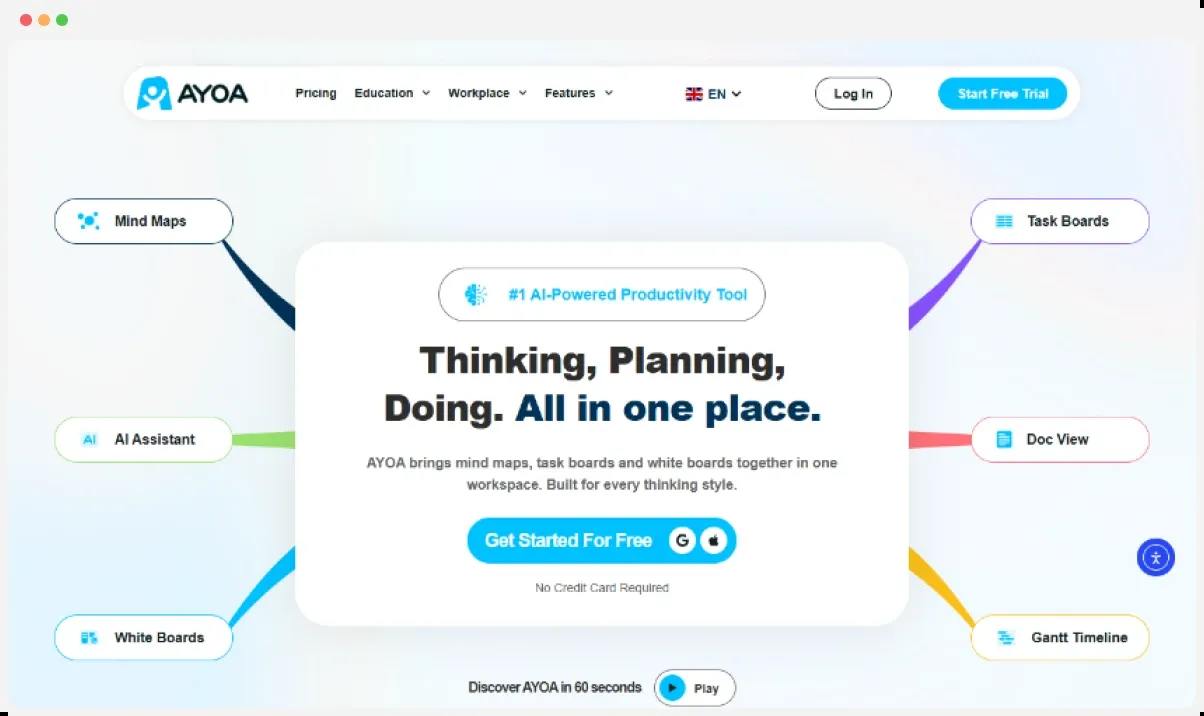 AYOA
Pricing
Education
Workplace
Features
EN
Log In
Start Free Trial
Mind Maps
Task Boards
#1 AI-Powered Productivity Tool
Thinking, Planning,
Doing. All in one place.
AI
AI Assistant
Doc View
AYOA brings mind maps, task boards and white boards together in one
workspace. Built for every thinking style.
Get Started For Free
G
No Credit Card Required
White Boards
Gantt Timeline
Discover AYOA in 60 seconds
Play